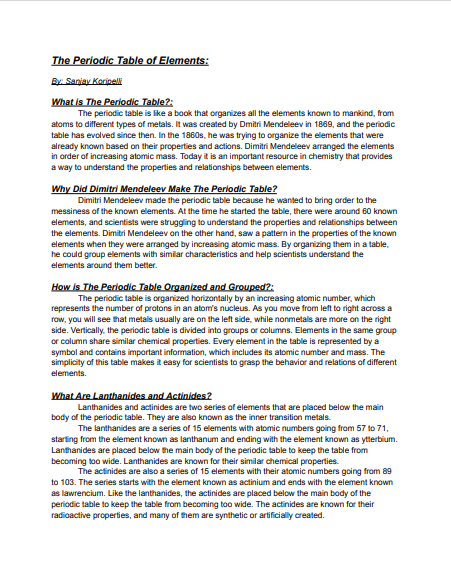 The Periodic Table of Elements:
By: Sanjay Koripelli
What is The Periodic Table?:
The periodic table is like a book that organizes all the elements known to mankind, from
atoms to different types of metals. It was created by Dmitri Mendeleev in 1869, and the periodic
table has evolved since then. In the 1860s, he was trying to organize the elements that were
already known based on their properties and actions. Dimitri Mendeleev arranged the elements
in order of increasing atomic mass. Today it is an important resource in chemistry that provides
a way to understand the properties and relationships between elements.
Why Did Dimitri Mendeleev Make The Periodic Table?
Dimitri Mendeleev made the periodic table because he wanted to bring order to the
messiness of the known elements. At the time he started the table, there were around 60 known
elements, and scientists were struggling to understand the properties and relationships between
the elements. Dimitri Mendeleev on the other hand, saw a pattern in the properties of the known
elements when they were arranged by increasing atomic mass. By organizing them in a table,
he could group elements with similar characteristics and help scientists understand the
elements around them better.
How is The Periodic Table Organized and Grouped?:
The periodic table is organized horizontally by an increasing atomic number, which
represents the number of protons in an atom's nucleus. As you move from left to right across a
row, you will see that metals usually are on the left side, while nonmetals are more on the right
side. Vertically, the periodic table is divided into groups or columns. Elements in the same group
or column share similar chemical properties. Every element in the table is represented by a
symbol and contains important information, which includes its atomic number and mass. The
simplicity of this table makes it easy for scientists to grasp the behavior and relations of different
elements.
What Are Lanthanides and Actinides?
Lanthanides and actinides are two series of elements that are placed below the main
body of the periodic table. They are also known as the inner transition metals.
The lanthanides are a series of 15 elements with atomic numbers going from 57 to 71,
starting from the element known as lanthanum and ending with the element known as ytterbium.
Lanthanides are placed below the main body of the periodic table to keep the table from
becoming too wide. Lanthanides are known for their similar chemical properties.
The actinides are also a series of 15 elements with their atomic numbers going from 89
to 103. The series starts with the element known as actinium and ends with the element known
as lawrencium. Like the lanthanides, the actinides are placed below the main body of the
periodic table to keep the table from becoming too wide. The actinides are known for their
radioactive properties, and many of them are synthetic or artificially created.